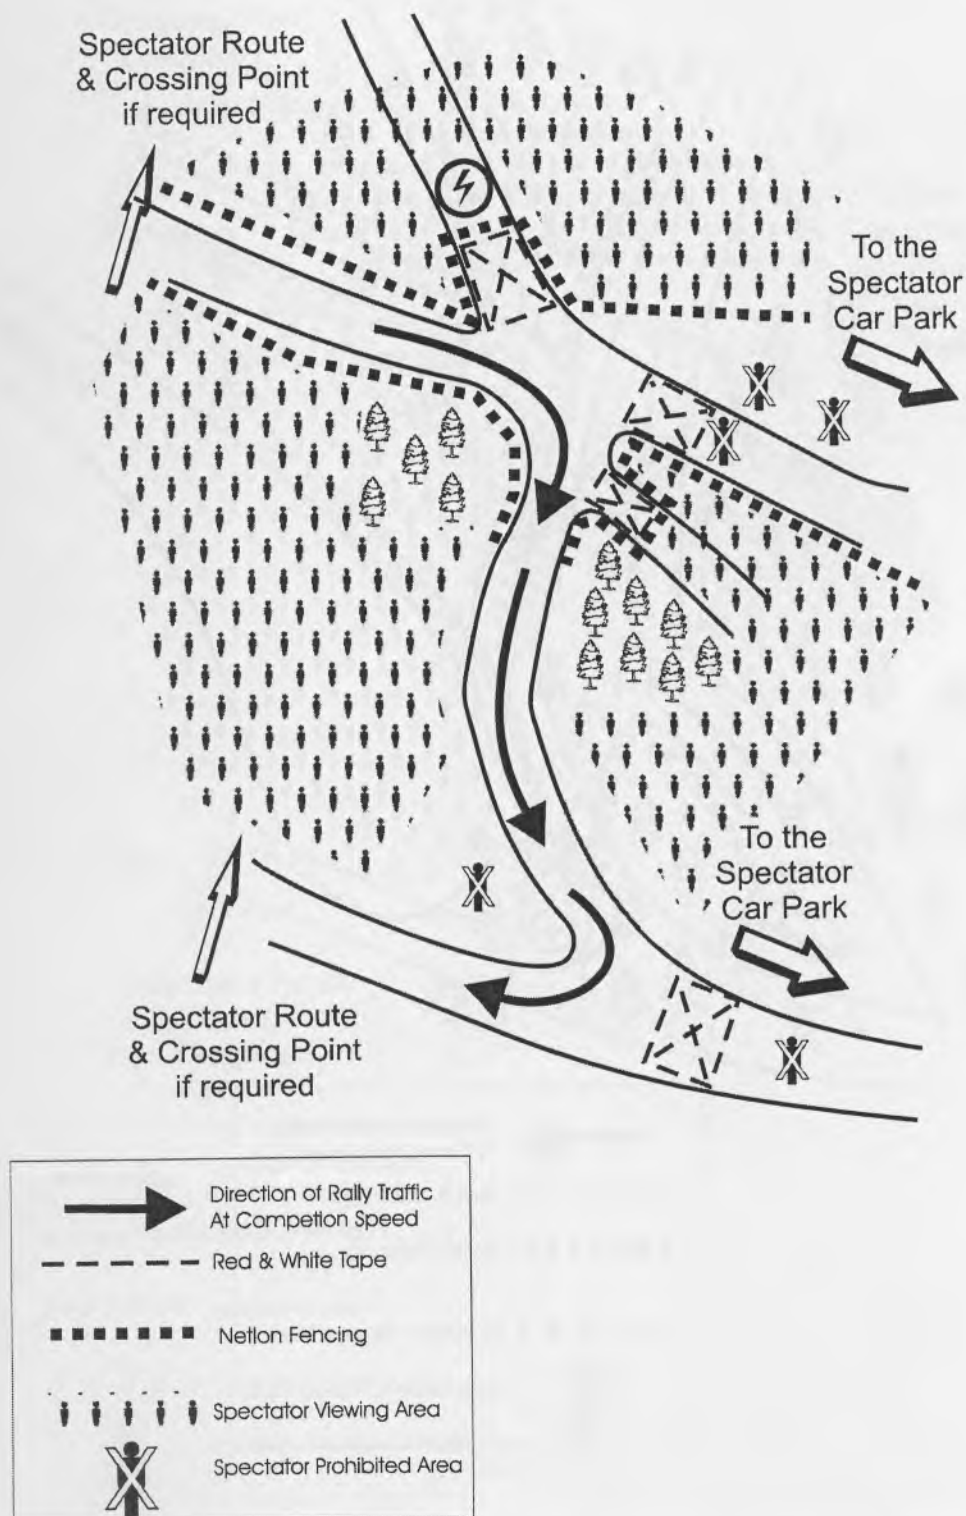 Spectator Route
& Crossing Point
if required
To the
Spectator
Car Park
To the
Spectator
Car Park
Spectator Route
& Crossing Point
if required
Direction of Rally Traffic
At Competion Speed
Red & White Tape
Netlon Fencing
Spectator Viewing Area
Spectator Prohibited Area